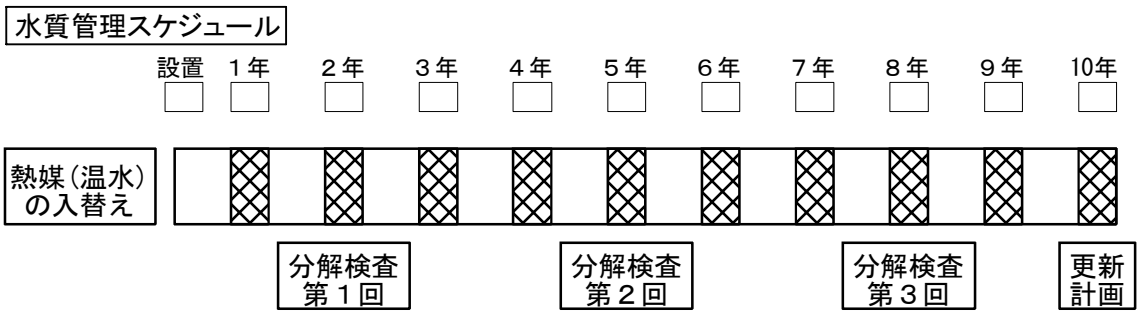 水質管理スケジュール
設置 1年 2年 3年 4年 5年 6年 7年 8年 9年 10年
熱媒(温水)
の入替え
分解検査
第1回
分解検査
第2回
分解検査
第3回
更新
計画